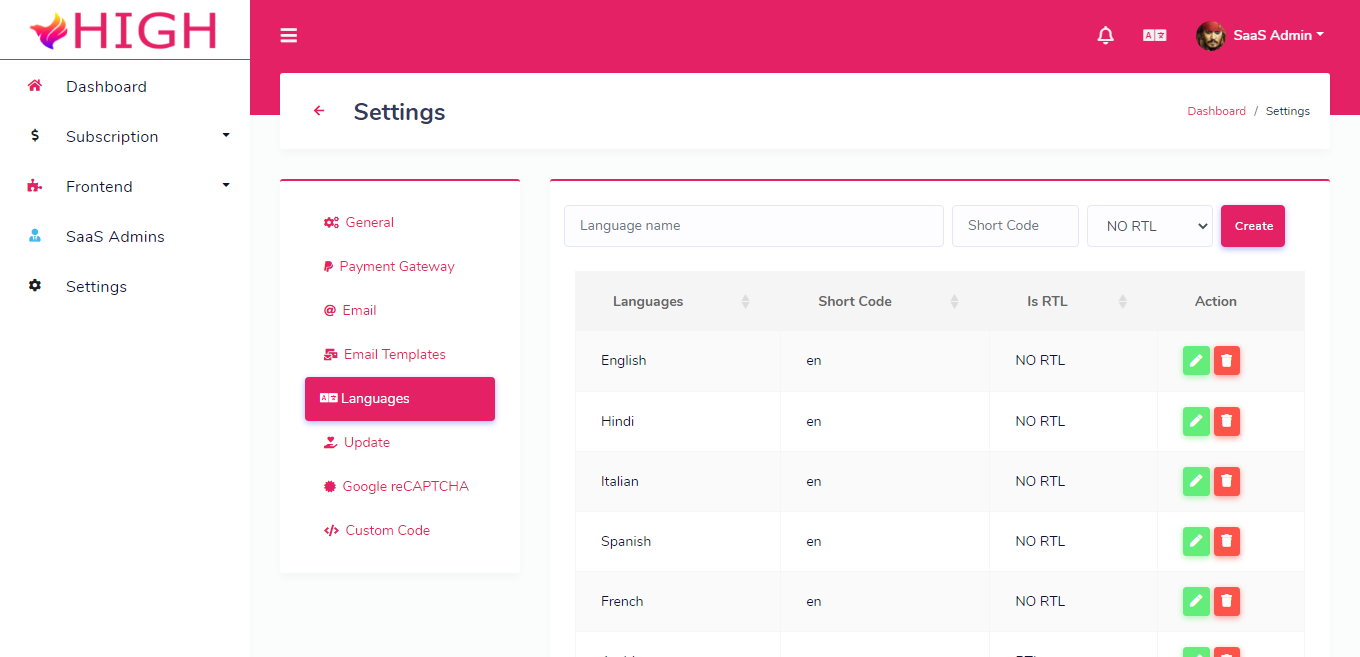 HIGH
SaaS Admin
Dashboard
Subscription
Frontend
SaaS Admins
Settings
Settings
Dashboard / Settings
General
Payment Gateway
Email
Email Templates
Languages
Update
Google reCAPTCHA
Custom Code
Language name Short Code NO RTL Create
Languages Short Code Is RTL Action
English en NO RTL
Hindi en NO RTL
Italian en NO RTL
Spanish en NO RTL
French en NO RTL